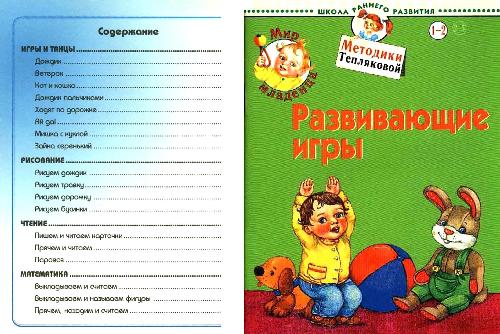 Содержание
ИГРЫ И ТАНЦЫ
Дождик
Ветерок
Кот и кошка
Дождик пальчиками
Ходят по дорожке
Ай да!
Мишка с куклой
Зайка серенький
РИСОВАНИЕ
Рисуем дождик
Рисуем травку
Рисуем дорожку
Рисуем бусинки
ЧТЕНИЕ
Пишем и читаем карточки
Прячем и читаем
Паровоз
МАТЕМАТИКА
Выкладываем и считаем
Выкладываем и называем фигуры
Прячем, находим и считаем
ШКОЛА РАННЕГО РАЗВИТИЯ
1–2
Мир младенца
Методики
Тепляковой
Развивающие
игры